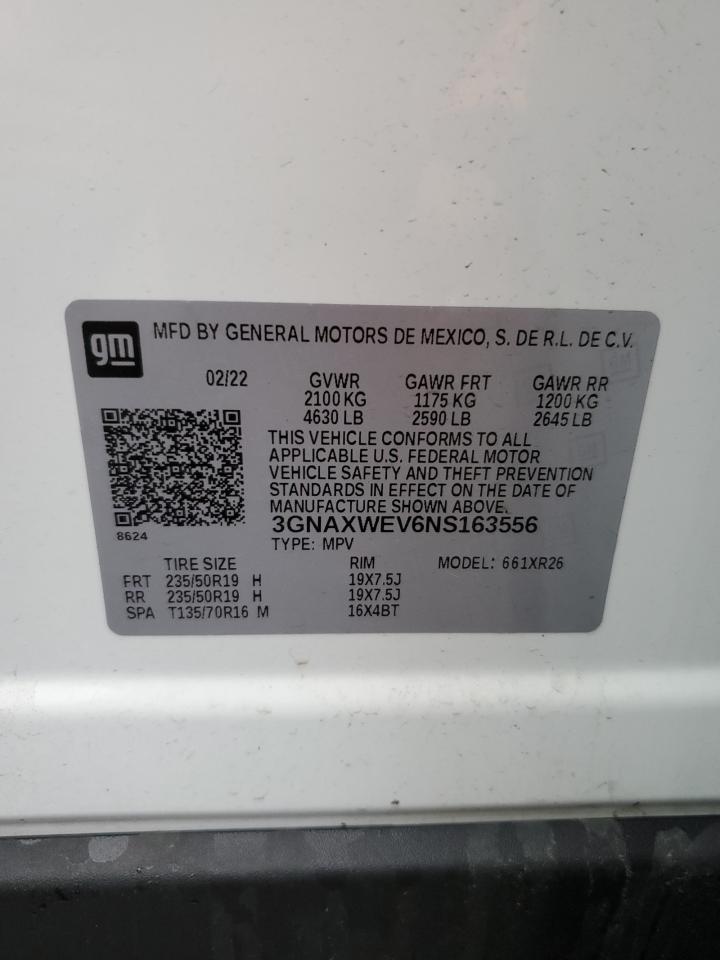 gm MFD BY GENERAL MOTORS DE MEXICO, S. DE R.L. DE C.V.
02/22 GVWR GAWR FRT GAWR RR
2100 KG 1175 KG 1200 KG
4630 LB 2590 LB 2645 LB
THIS VEHICLE CONFORMS TO ALL
APPLICABLE U.S. FEDERAL MOTOR
VEHICLE SAFETY AND THEFT PREVENTION
STANDARDS IN EFFECT ON THE DATE OF
MANUFACTURE SHOWN ABOVE.
3GNAXWEV6NS163556
8624
TYPE: MPV
TIRE SIZE RIM MODEL: 661XR26
FRT 235/50R19 H 19X7.5J
RR 235/50R19 H 19X7.5J
SPA T135/70R16 M 16X4BT